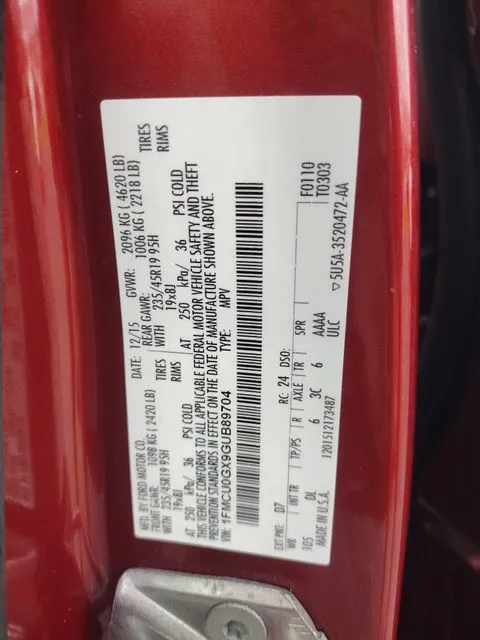 MFD. BY FORD MOTOR CO.
DATE: 12/15 GVWR: 2096 KG ( 4620 LB)
FRONT GAWR: 1098 KG ( 2420 LB) REAR GAWR: 1006 KG ( 2218 LB)
WITH 235/45R19 95H TIRES WITH 235/45R19 95H TIRES
19x8J RIMS 19x8J RIMS
AT 250 kPa/ 36 PSI COLD AT 250 kPa/ 36 PSI COLD
THIS VEHICLE CONFORMS TO ALL APPLICABLE FEDERAL MOTOR VEHICLE SAFETY AND THEFT
PREVENTION STANDARDS IN EFFECT ON THE DATE OF MANUFACTURE SHOWN ABOVE.
VIN: 1FMCU0GX9GUB89704 TYPE: MPV
F0110
T0303
EXT PNT: D7 RC: 24 DSO:
WB INT TR TP/PS R AXLE TR SPR
105 DL 6 3C 6 AAAA
ULC
MADE IN U.S.A. 1201512173487
▽5U5A-3520472-AA